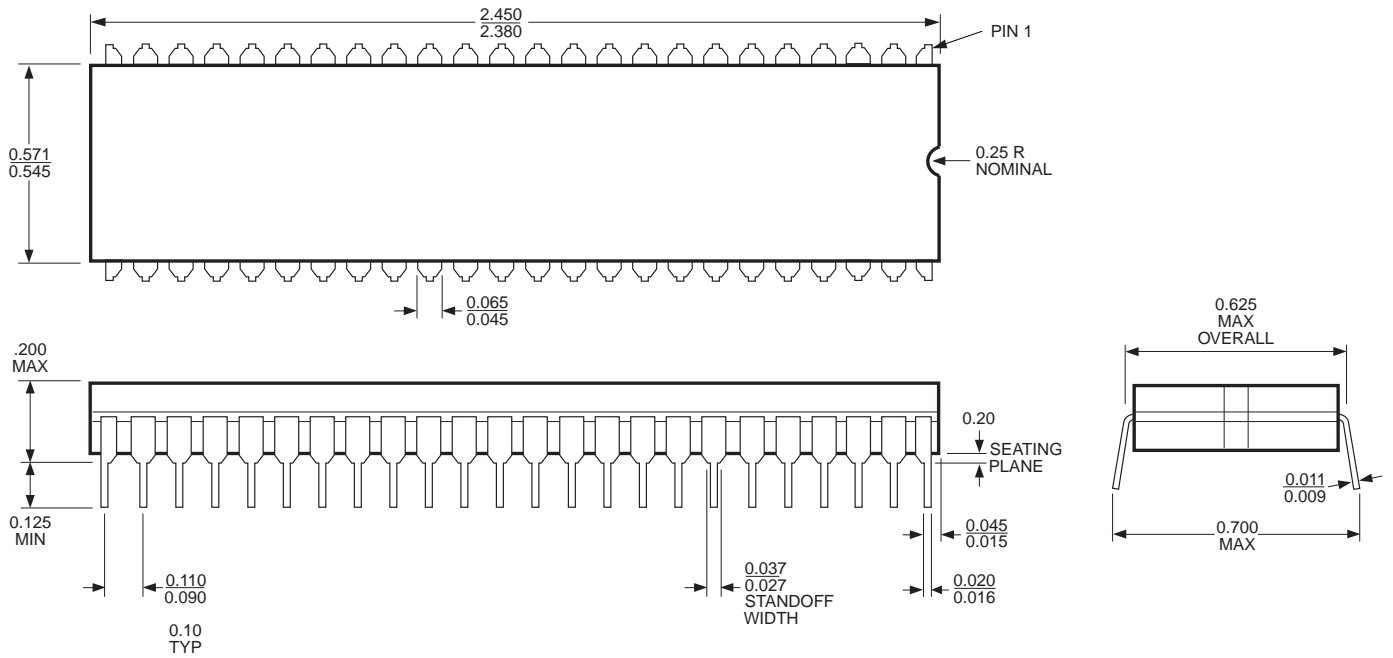 2.450
2.380
PIN 1
0.571
0.545
0.25 R
NOMINAL
0.065
0.045
.200
MAX
0.125
MIN
0.20
SEATING
PLANE
0.045
0.015
0.110
0.090
0.10
TYP
0.037
0.027
STANDOFF
WIDTH
0.020
0.016
0.625
MAX
OVERALL
0.011
0.009
0.700
MAX